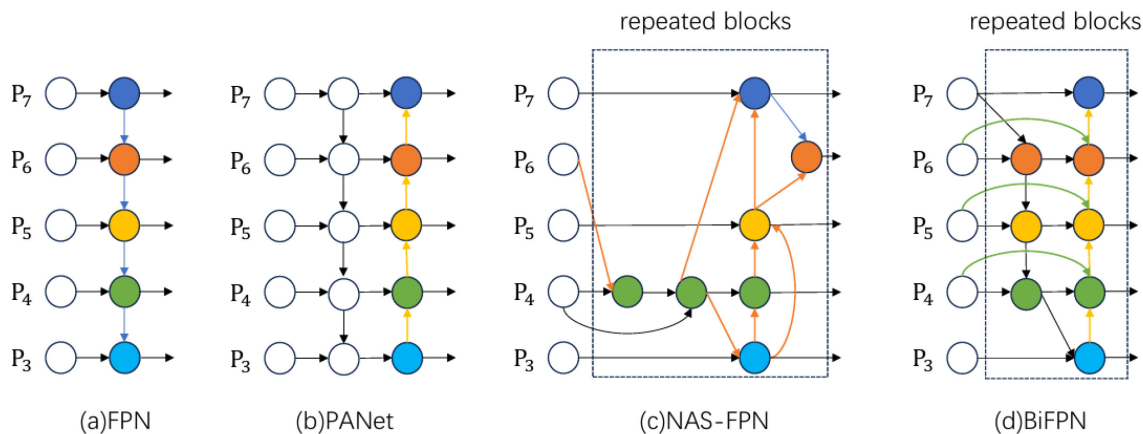 repeated blocks repeated blocks
P7 P7 P7 P7
P6 P6 P6 P6
P5 P5 P5 P5
P4 P4 P4 P4
P3 P3 P3 P3
(a)FPN (b)PANet (c)NAS-FPN (d)BiFPN